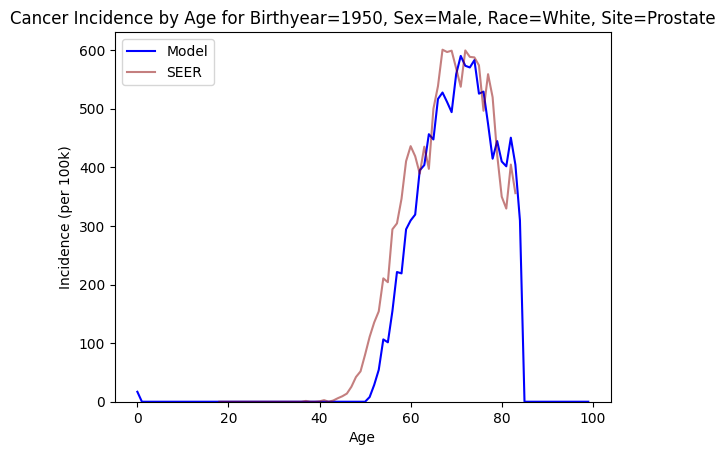 Cancer Incidence by Age for Birthyear=1950, Sex=Male, Race=White, Site=Prostate
Model
SEER
Incidence (per 100k)
600
500
400
300
200
100
0
0 20 40 60 80 100
Age